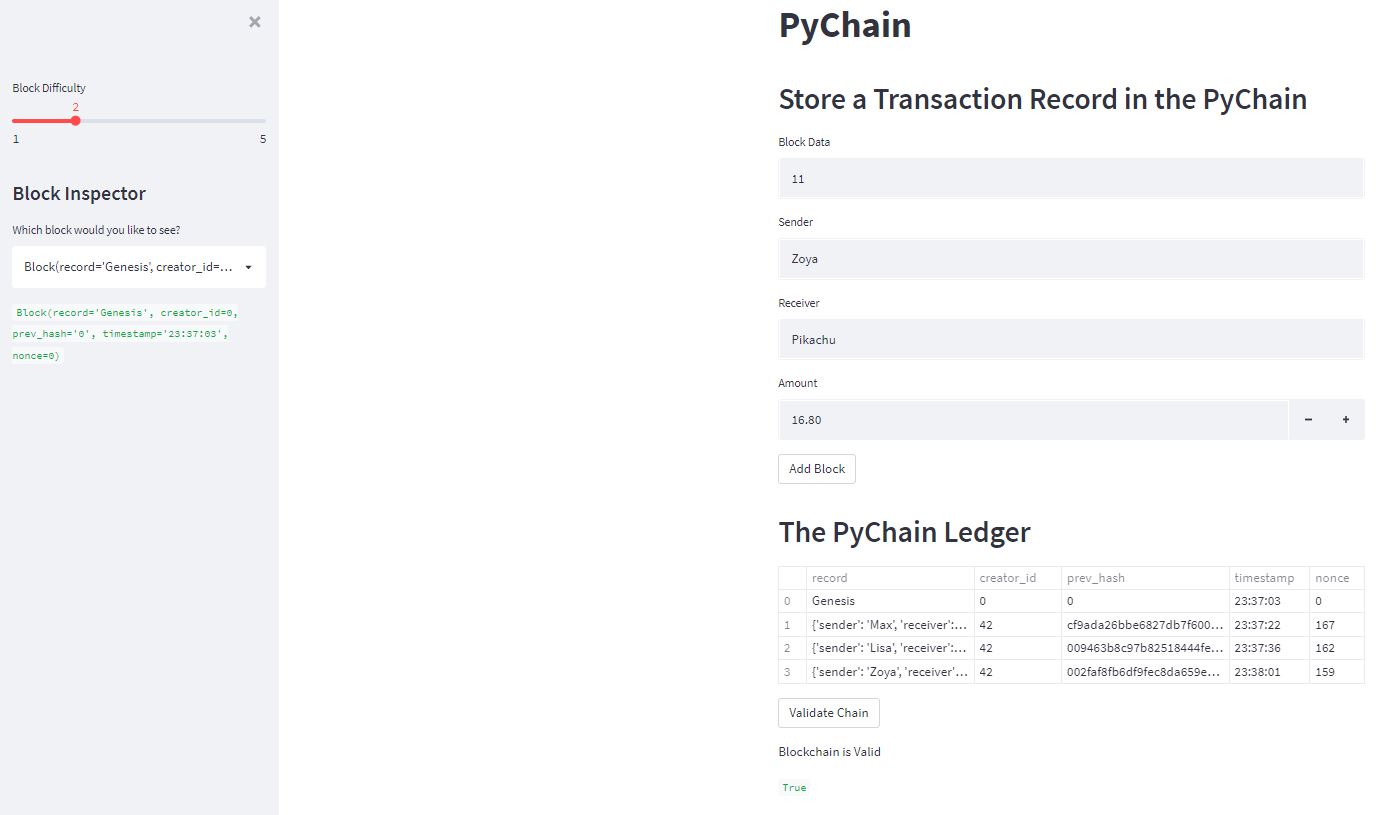 ×
Block Difficulty
2
1 5
Block Inspector
Which block would you like to see?
Block(record='Genesis', creator_id=...
Block(record='Genesis', creator_id=0,
prev_hash='0', timestamp='23:37:03',
nonce=0)
PyChain
Store a Transaction Record in the PyChain
Block Data
11
Sender
Zoya
Receiver
Pikachu
Amount
16.80 − +
Add Block
The PyChain Ledger
record creator_id prev_hash timestamp nonce
0 Genesis 0 0 23:37:03 0
1 {'sender': 'Max', 'receiver':... 42 cf9ada26bbe6827db7f600... 23:37:22 167
2 {'sender': 'Lisa', 'receiver':... 42 009463b8c97b82518444fe... 23:37:36 162
3 {'sender': 'Zoya', 'receiver'... 42 002faf8fb6df9fec8da659e... 23:38:01 159
Validate Chain
Blockchain is Valid
True